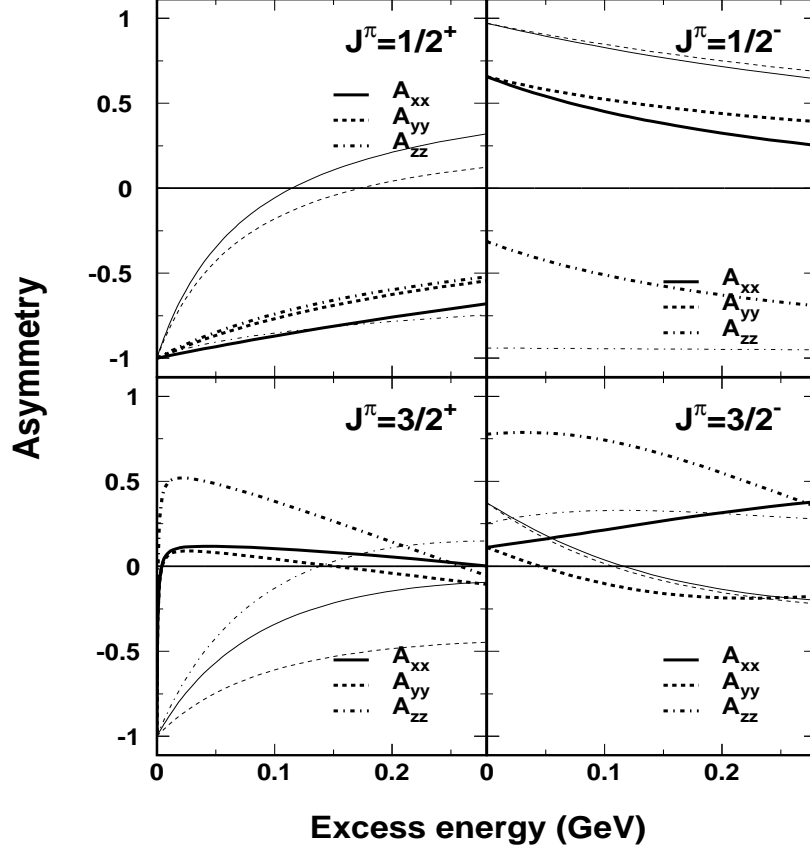 J^π=1/2^+
A_xx
A_yy
A_zz
1
0.5
0
-0.5
-1
J^π=1/2^-
A_xx
A_yy
A_zz
Asymmetry
J^π=3/2^+
A_xx
A_yy
A_zz
1
0.5
0
-0.5
-1
J^π=3/2^-
A_xx
A_yy
A_zz
0 0.1 0.2 0 0.1 0.2
Excess energy (GeV)